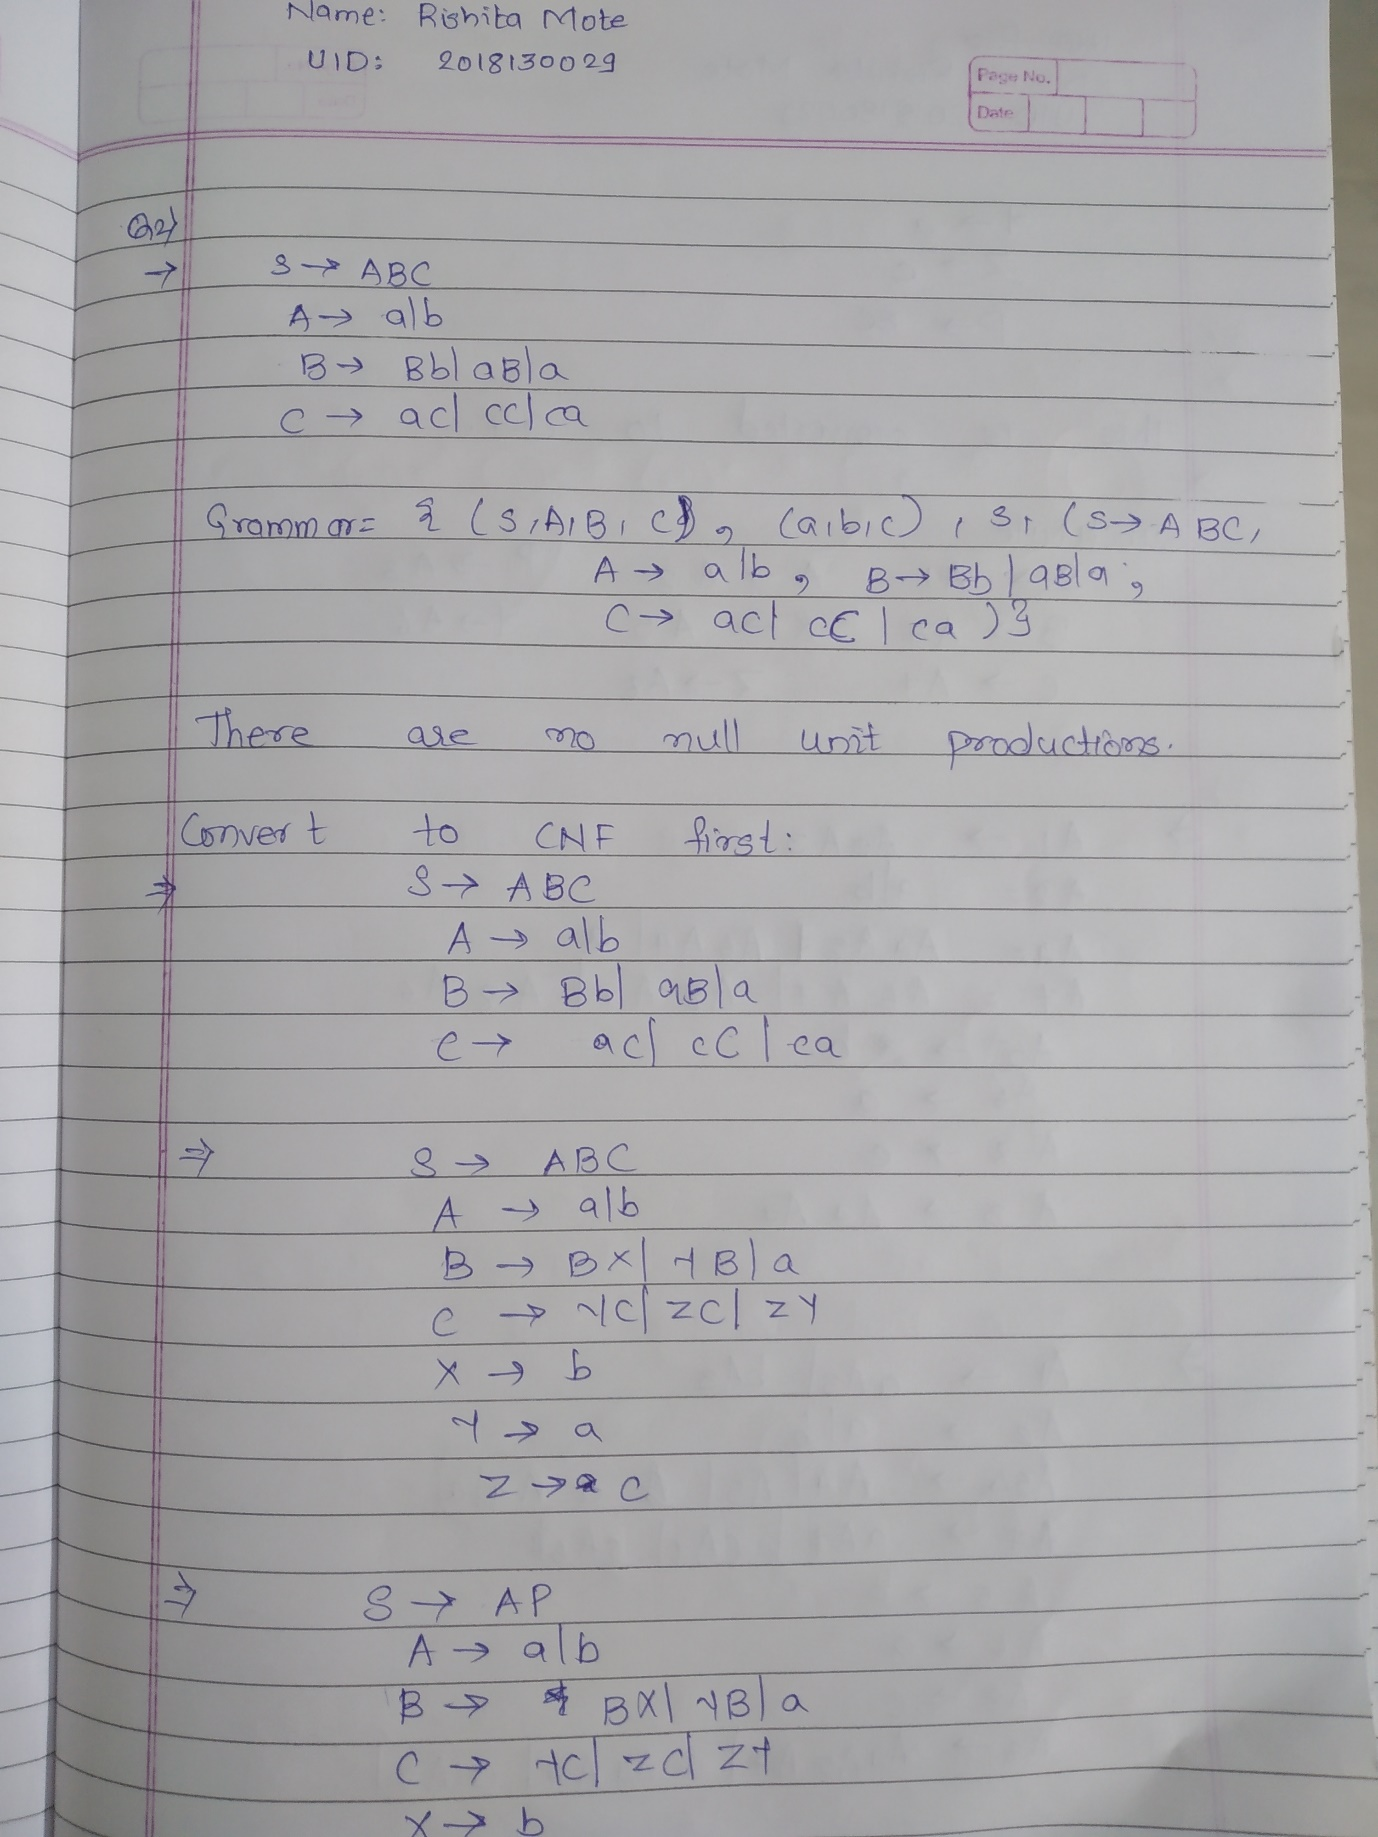 Name: Rishita Mote
UID: 2018130029
Page No.
Date
Q2)
→ S → ABC
A → a|b
B → Bb| aB|a
C → aC| cC| ca
Grammar = { (S, A, B, C), (a,b,c), S, (S → ABC,
A → a|b, B → Bb | aB|a,
C → aC| cC | ca )}
There are no null unit productions.
Convert to CNF first:
⇒ S → ABC
A → a|b
B → Bb| aB|a
C → aC| cC | ca
⇒ S → ABC
A → a|b
B → BX| YB| a
C → YC| ZC| ZY
X → b
Y → a
Z → c
⇒ S → AP
A → a|b
B → BX| YB| a
C → YC| ZC| ZY
X → b